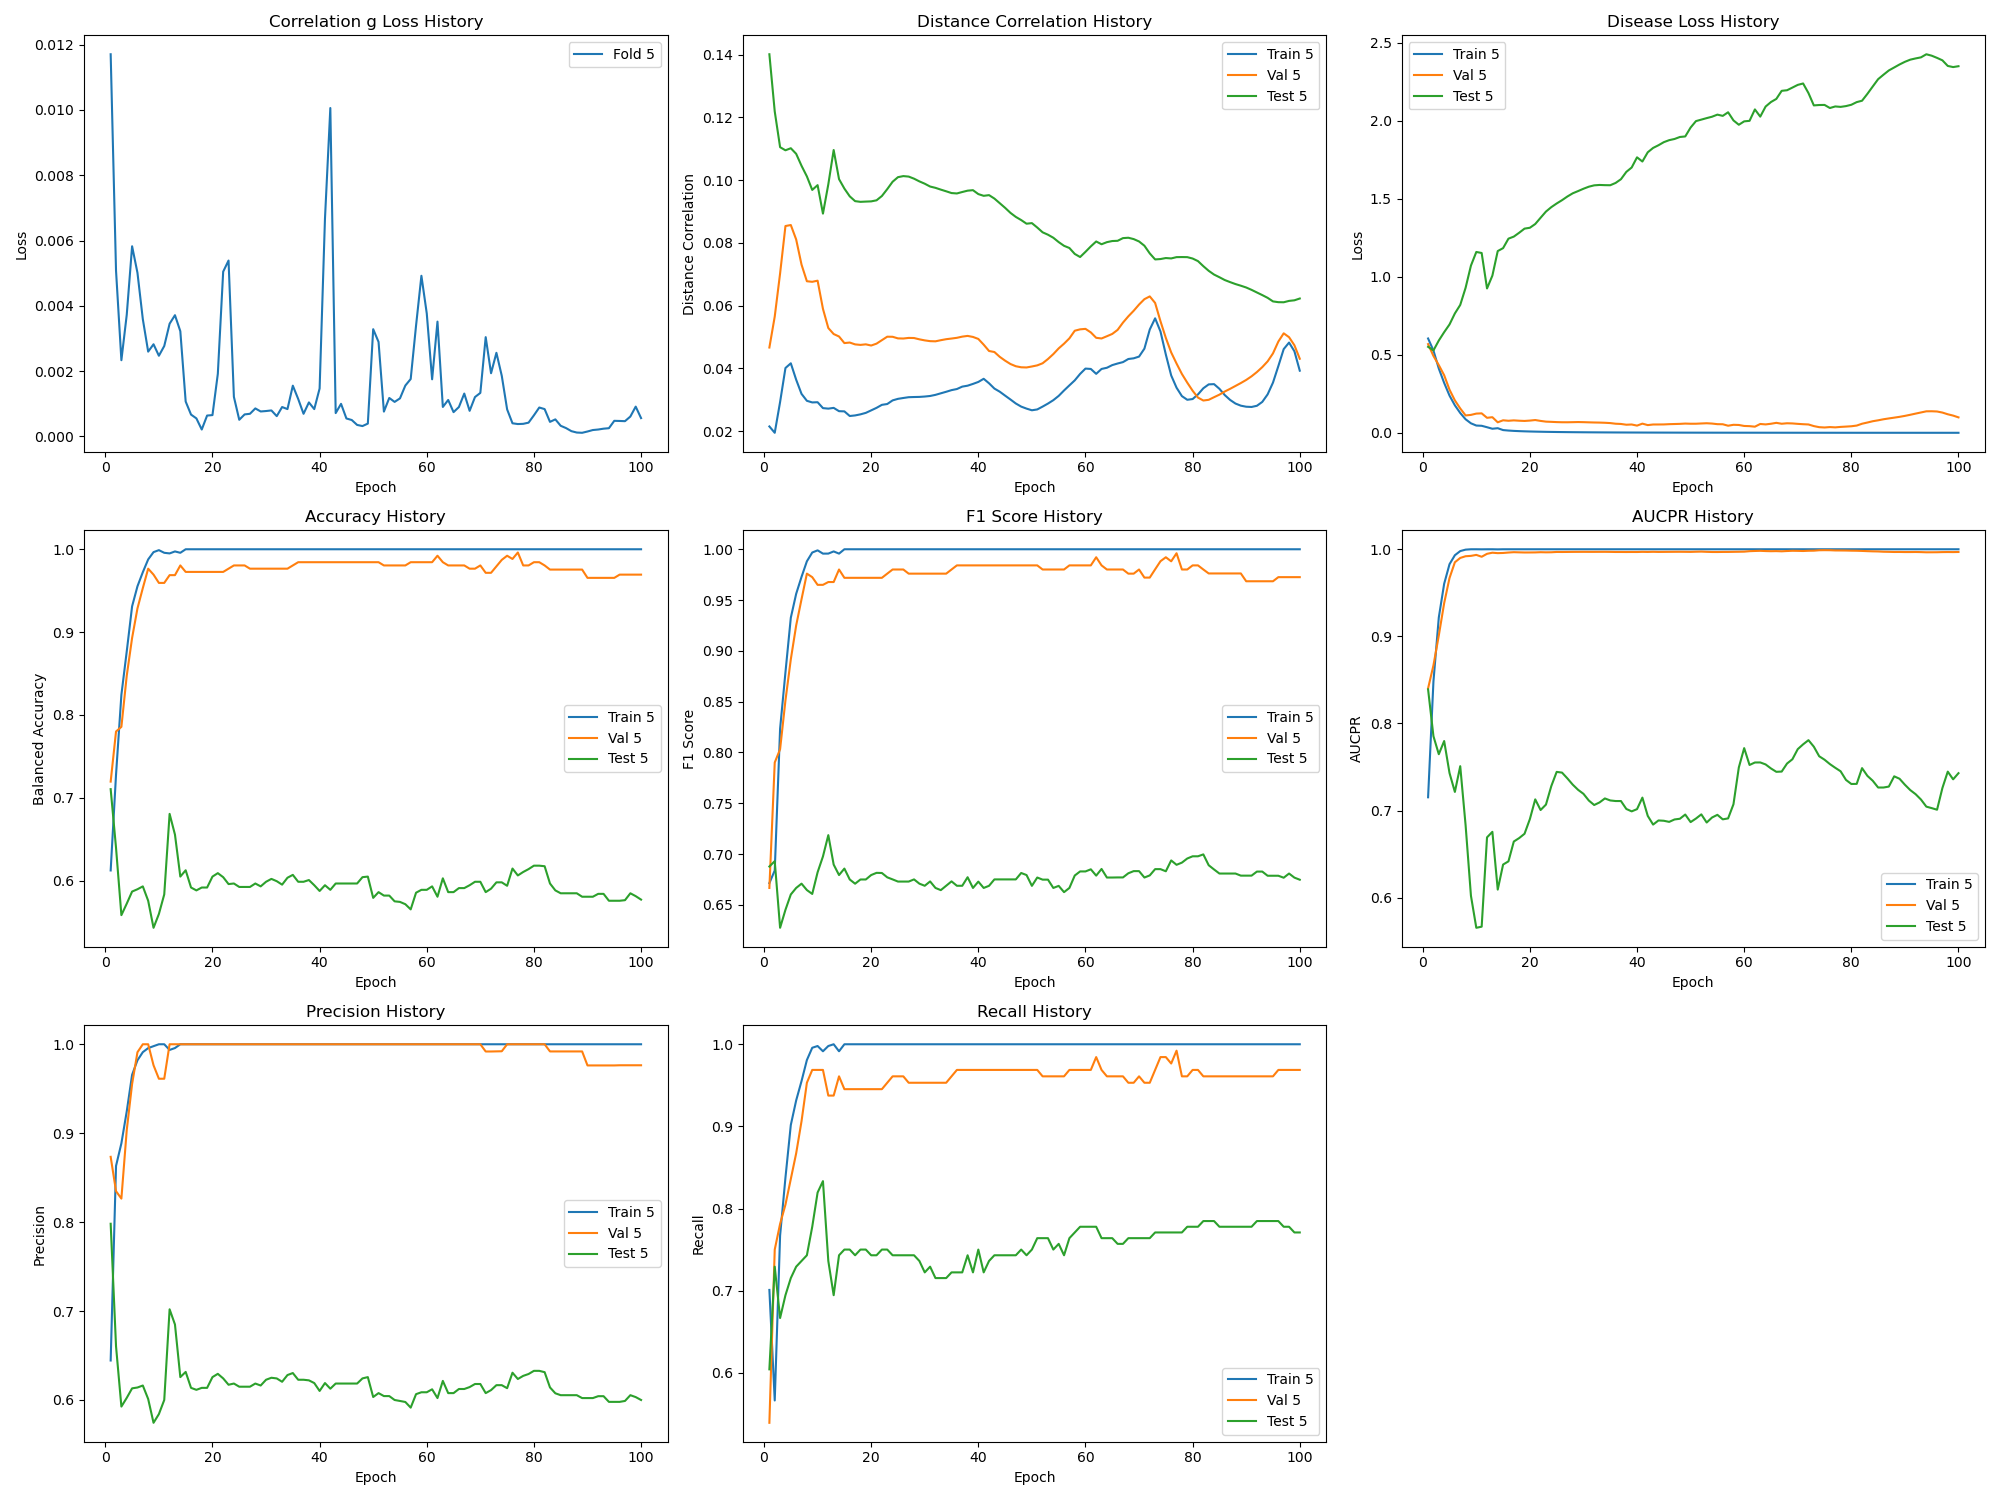 Correlation g Loss History
Loss
0.012
0.010
0.008
0.006
0.004
0.002
0.000
Fold 5
0 20 40 60 80 100
Epoch
Distance Correlation History
Distance Correlation
0.14
0.12
0.10
0.08
0.06
0.04
0.02
Train 5
Val 5
Test 5
0 20 40 60 80 100
Epoch
Disease Loss History
Loss
2.5
2.0
1.5
1.0
0.5
0.0
Train 5
Val 5
Test 5
0 20 40 60 80 100
Epoch
Accuracy History
Balanced Accuracy
1.0
0.9
0.8
0.7
0.6
Train 5
Val 5
Test 5
0 20 40 60 80 100
Epoch
F1 Score History
F1 Score
1.00
0.95
0.90
0.85
0.80
0.75
0.70
0.65
Train 5
Val 5
Test 5
0 20 40 60 80 100
Epoch
AUCPR History
AUCPR
1.0
0.9
0.8
0.7
0.6
Train 5
Val 5
Test 5
0 20 40 60 80 100
Epoch
Precision History
Precision
1.0
0.9
0.8
0.7
0.6
Train 5
Val 5
Test 5
0 20 40 60 80 100
Epoch
Recall History
Recall
1.0
0.9
0.8
0.7
0.6
Train 5
Val 5
Test 5
0 20 40 60 80 100
Epoch